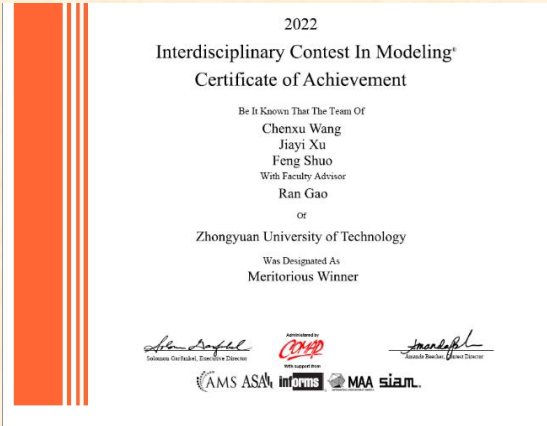 2022
Interdisciplinary Contest In Modeling®
Certificate of Achievement
Be It Known That The Team Of
Chenxu Wang
Jiayi Xu
Feng Shuo
With Faculty Advisor
Ran Gao
Of
Zhongyuan University of Technology
Was Designated As
Meritorious Winner
Administered by
COMAP
With support from
Solomon Garfunkel, Executive Director
Amanda Beecher, Contest Director
AMS ASA informs MAA siam.